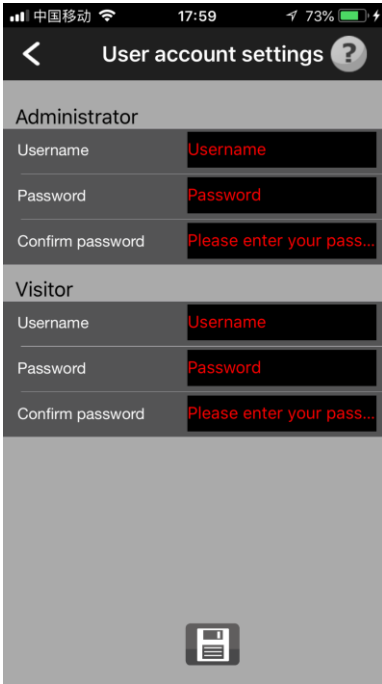 中国移动 17:59 73%
User account settings ?
Administrator
Username Username
Password Password
Confirm password Please enter your pass...
Visitor
Username Username
Password Password
Confirm password Please enter your pass...